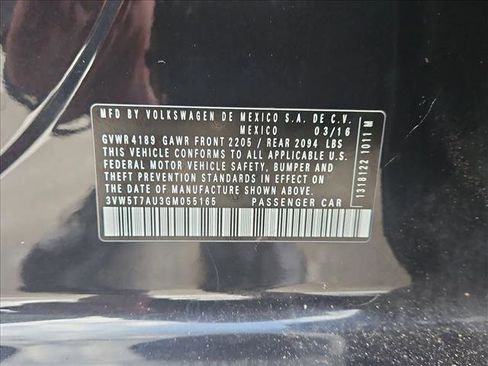 MFD. BY VOLKSWAGEN DE MEXICO S.A. DE C.V.
MEXICO 03/16
GVWR 4189 GAWR FRONT 2205 / REAR 2094 LBS
THIS VEHICLE CONFORMS TO ALL APPLICABLE U.S.
FEDERAL MOTOR VEHICLE SAFETY, BUMPER AND
THEFT PREVENTION STANDARDS IN EFFECT ON
THE DATE OF MANUFACTURE SHOWN ABOVE.
3VW5T7AU3GM055165 PASSENGER CAR
1318122 1011 M